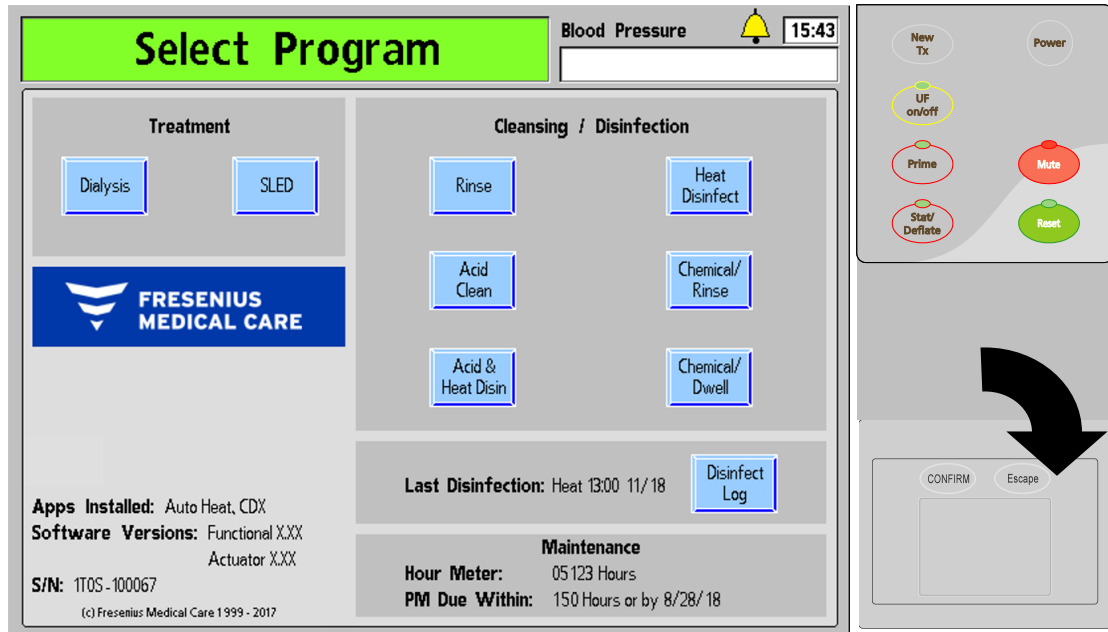 Select Program
Blood Pressure
15:43
Treatment
Dialysis
SLED
FRESENIUS
MEDICAL CARE
Apps Installed: Auto Heat, CDX
Software Versions: Functional X.XX
Actuator X.XX
S/N: 1T0S-100067
(c) Fresenius Medical Care 1999 - 2017
Cleansing / Disinfection
Rinse
Heat
Disinfect
Acid
Clean
Chemical/
Rinse
Acid &
Heat Disin
Chemical/
Dwell
Last Disinfection: Heat 13:00 11/18
Disinfect
Log
Maintenance
Hour Meter: 05123 Hours
PM Due Within: 150 Hours or by 8/28/18
New
Tx
Power
UF
on/off
Prime
Mute
Stat/
Deflate
Reset
CONFIRM
Escape